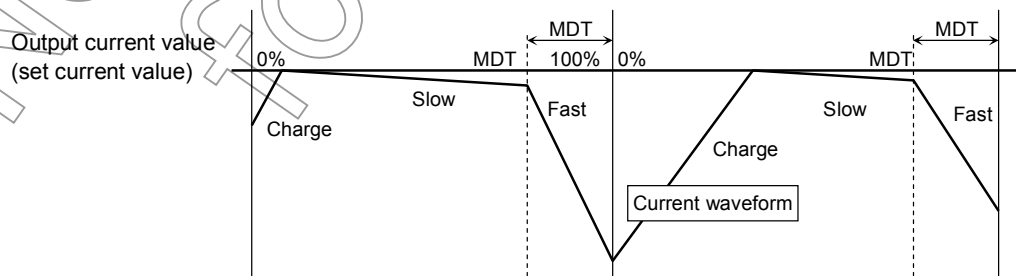 Output current value
(set current value)
0%
MDT
MDT
100%
0%
MDT
MDT
Charge
Slow
Fast
Charge
Slow
Fast
Current waveform